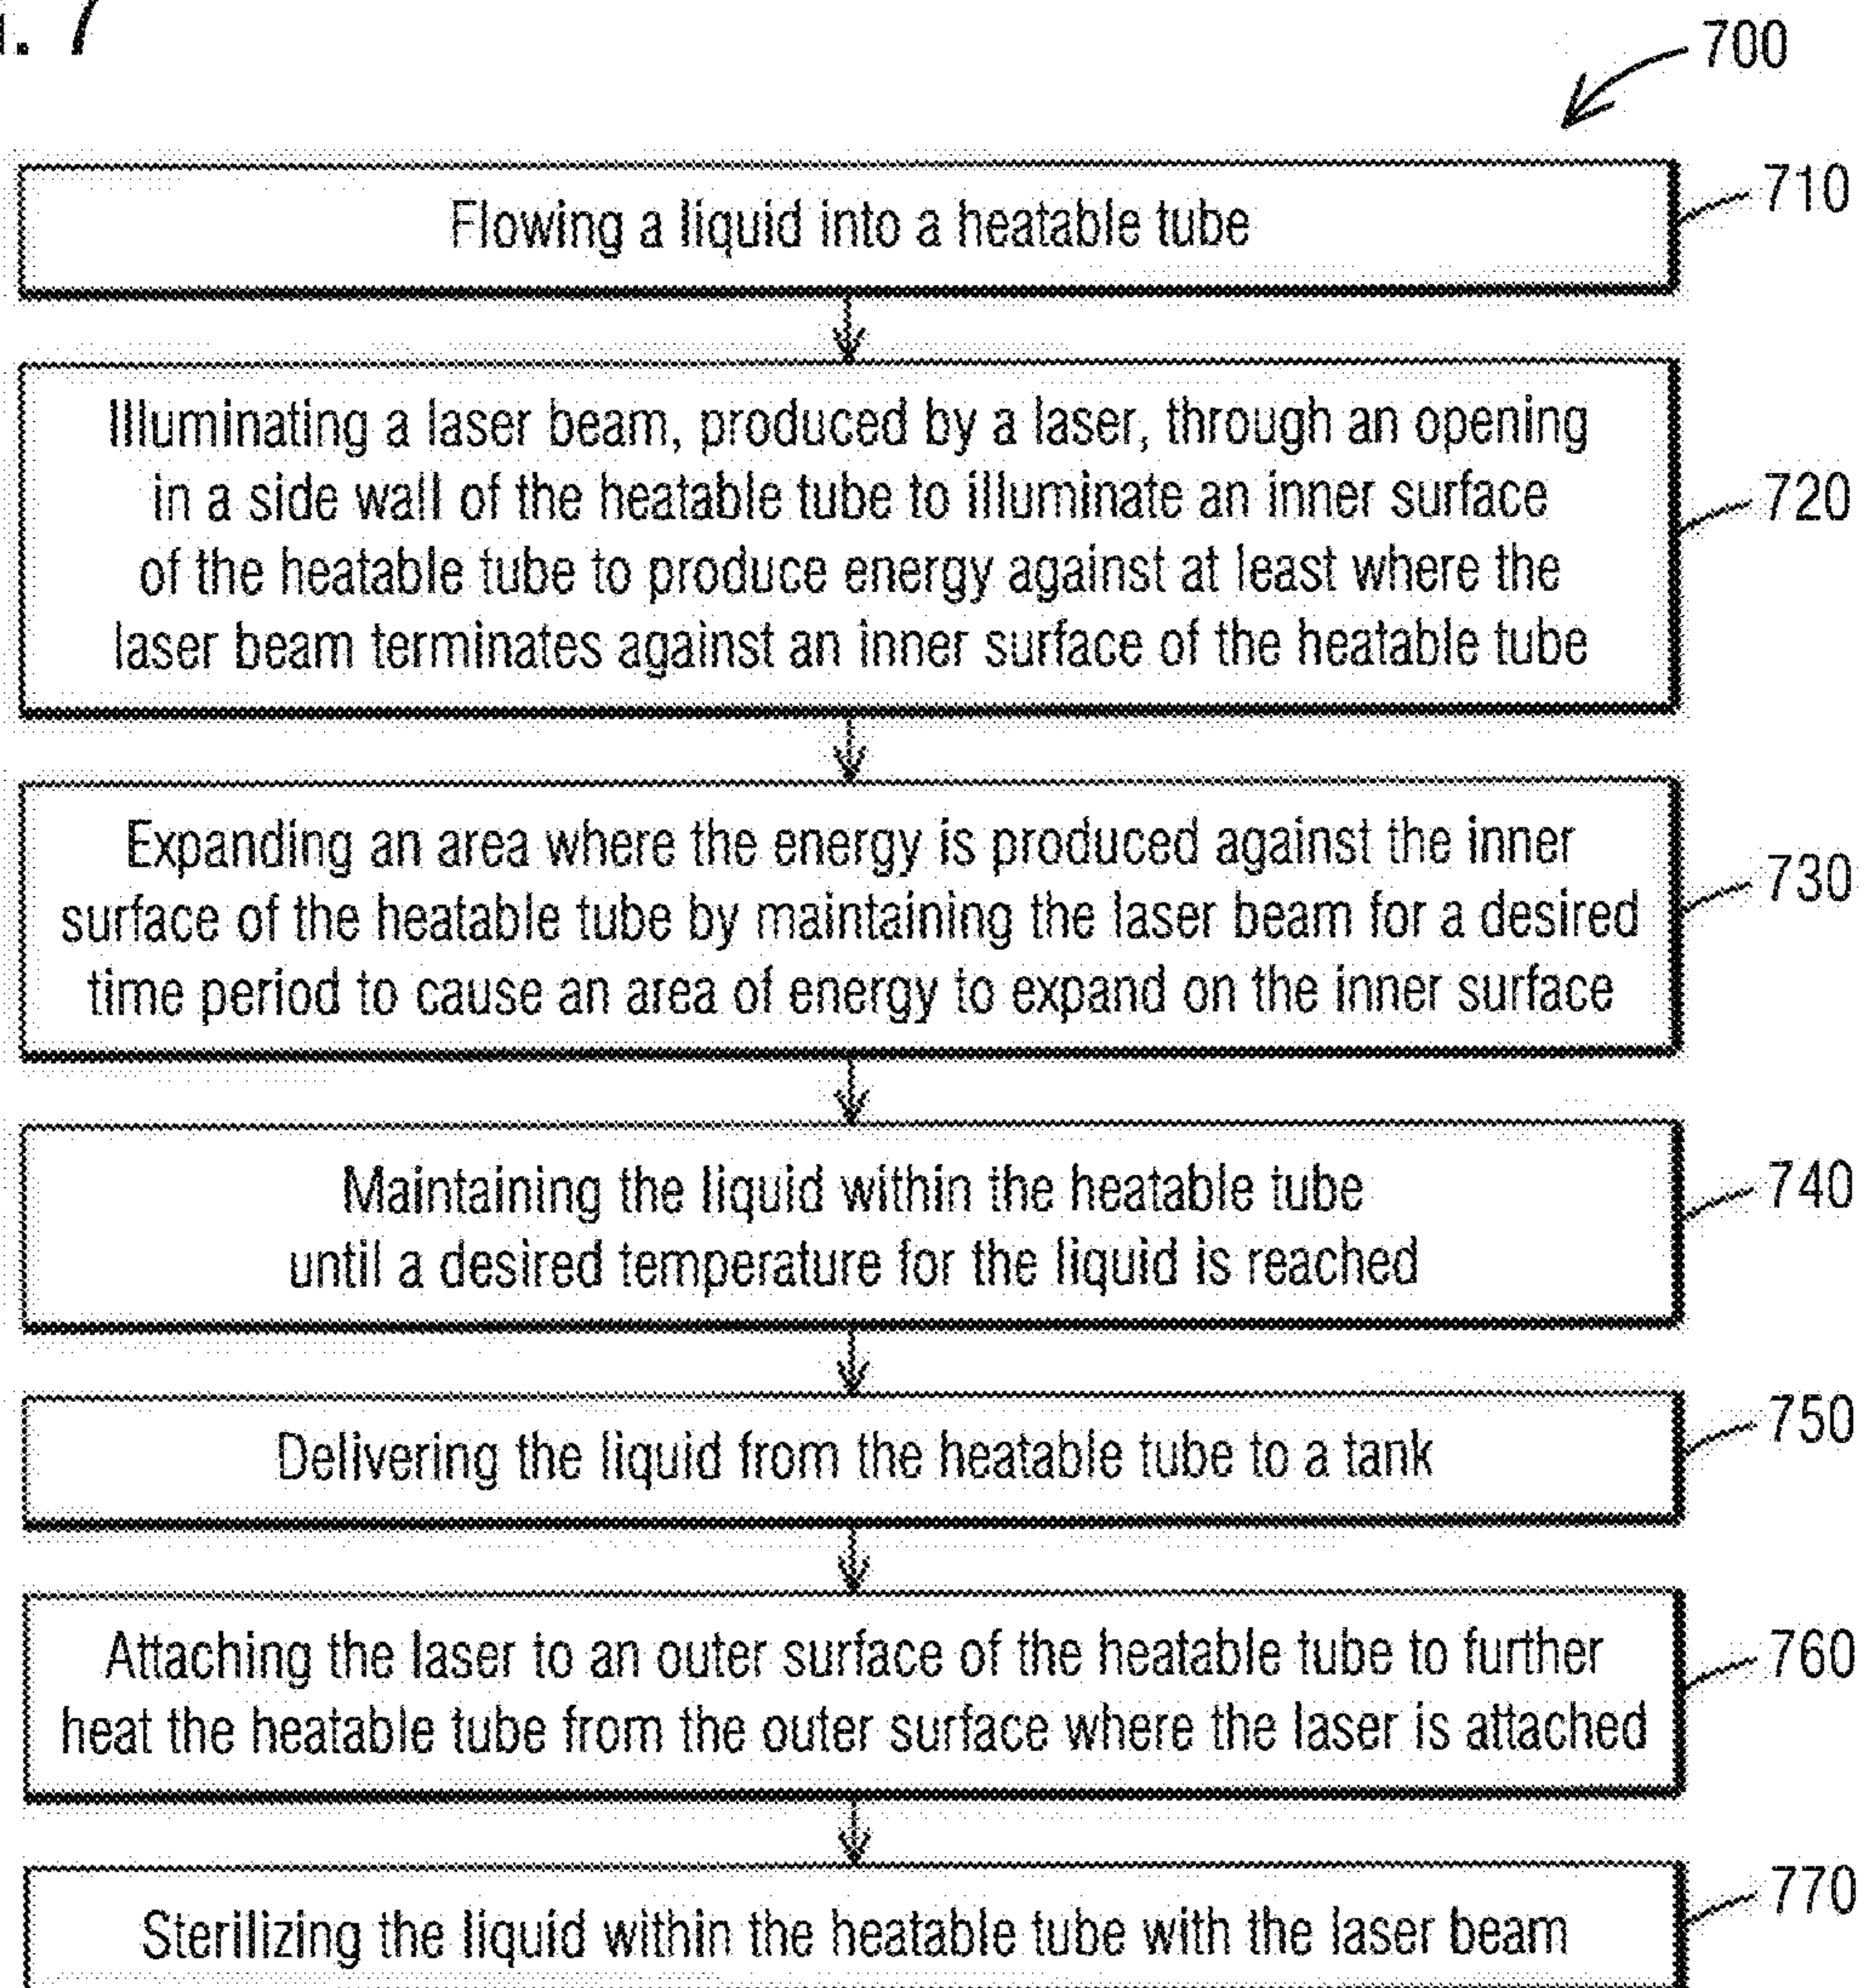 . 7
700
Flowing a liquid into a heatable tube
710
Illuminating a laser beam, produced by a laser, through an opening
in a side wall of the heatable tube to illuminate an inner surface
of the heatable tube to produce energy against at least where the
laser beam terminates against an inner surface of the heatable tube
720
Expanding an area where the energy is produced against the inner
surface of the heatable tube by maintaining the laser beam for a desired
time period to cause an area of energy to expand on the inner surface
730
Maintaining the liquid within the heatable tube
until a desired temperature for the liquid is reached
740
Delivering the liquid from the heatable tube to a tank
750
Attaching the laser to an outer surface of the heatable tube to further
heat the heatable tube from the outer surface where the laser is attached
760
Sterilizing the liquid within the heatable tube with the laser beam
770